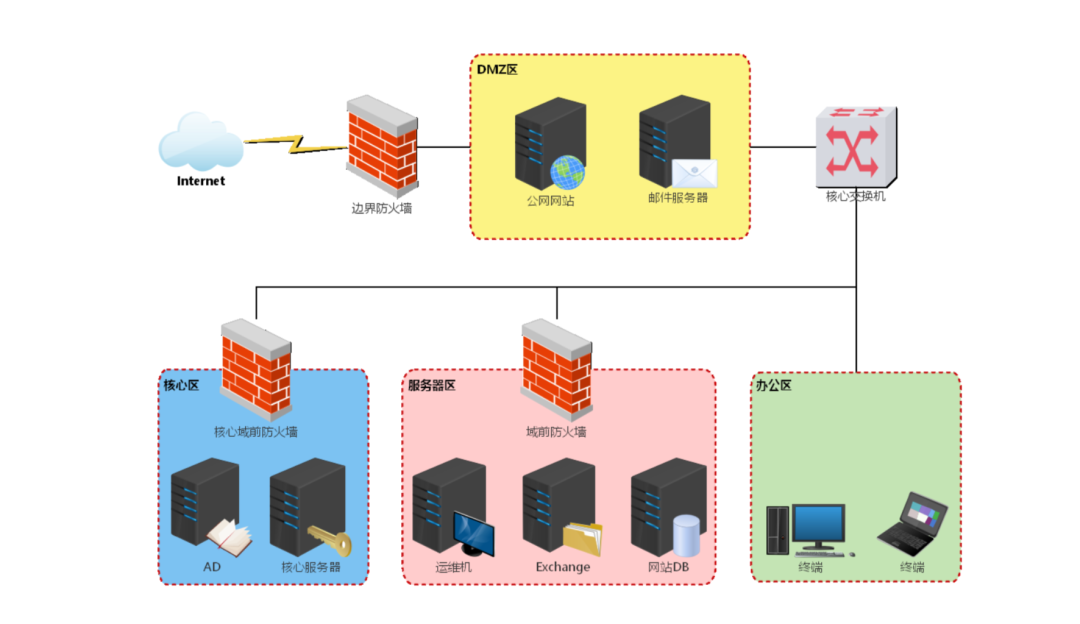 DMZ区
Internet
边界防火墙
公网网站
邮件服务器
核心交换机
核心区
核心域前防火墙
AD
核心服务器
服务器区
域前防火墙
运维机
Exchange
网站DB
办公区
终端
终端